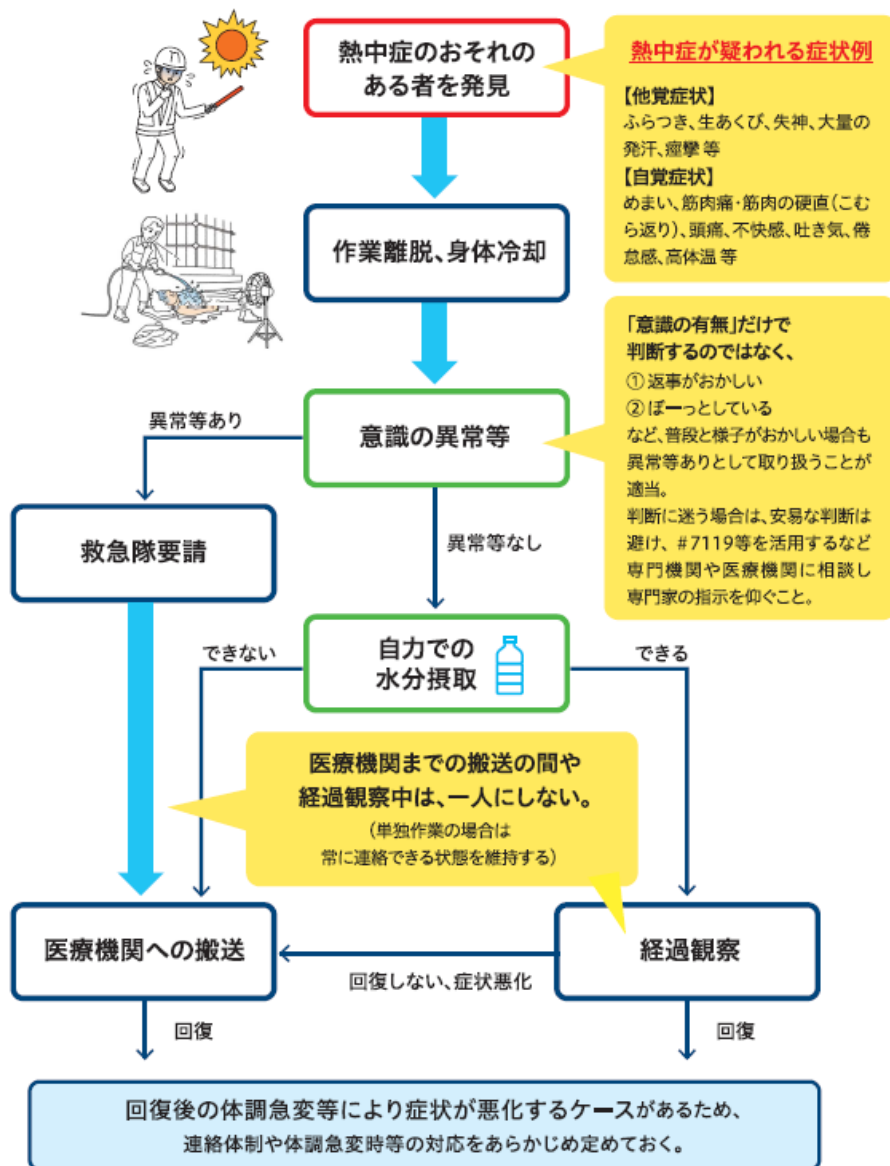 熱中症のおそれの
ある者を発見
熱中症が疑われる症状例
【他覚症状】
ふらつき、生あくび、失神、大量の
発汗、痙攣 等
【自覚症状】
めまい、筋肉痛・筋肉の硬直(こむ
ら返り)、頭痛、不快感、吐き気、倦
怠感、高体温 等
作業離脱、身体冷却
「意識の有無」だけで
判断するのではなく、
① 返事がおかしい
② ぼーっとしている
など、普段と様子がおかしい場合も
異常等ありとして取り扱うことが
適当。
判断に迷う場合は、安易な判断は
避け、#7119等を活用するなど
専門機関や医療機関に相談し
専門家の指示を仰ぐこと。
異常等あり
意識の異常等
救急隊要請
異常等なし
できない
自力での
水分摂取
できる
医療機関までの搬送の間や
経過観察中は、一人にしない。
(単独作業の場合は
常に連絡できる状態を維持する)
医療機関への搬送
経過観察
回復しない、症状悪化
回復
回復
回復後の体調急変等により症状が悪化するケースがあるため、
連絡体制や体調急変時等の対応をあらかじめ定めておく。